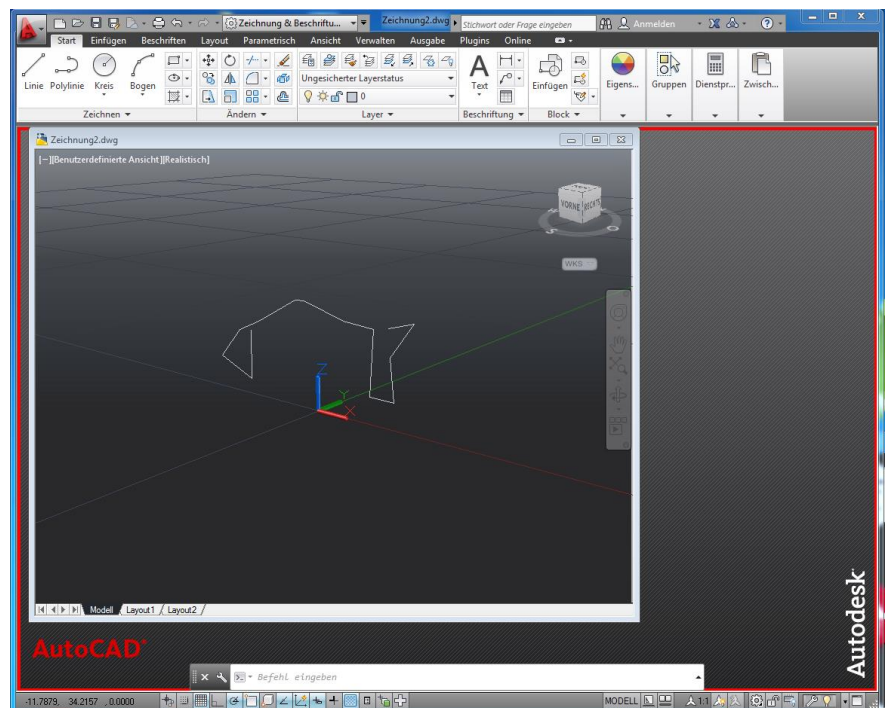 Zeichnung & Beschriftu... Zeichnung2.dwg Stichwort oder Frage eingeben Anmelden
Start Einfügen Beschriften Layout Parametrisch Ansicht Verwalten Ausgabe Plugins Online
Linie Polylinie Kreis Bogen
Ungesicherter Layerstatus
0
Text Einfügen Eigens... Gruppen Dienstpr... Zwisch...
Zeichnen Ändern Layer Beschriftung Block
Zeichnung2.dwg
[−][Benutzerdefinierte Ansicht][Realistisch]
VORNE RECHTS
S O
WKS
Z
Y
X
Modell Layout1 Layout2
AutoCAD
Autodesk
Befehl eingeben
-11.7879, 34.2157 , 0.0000 MODELL 1:1